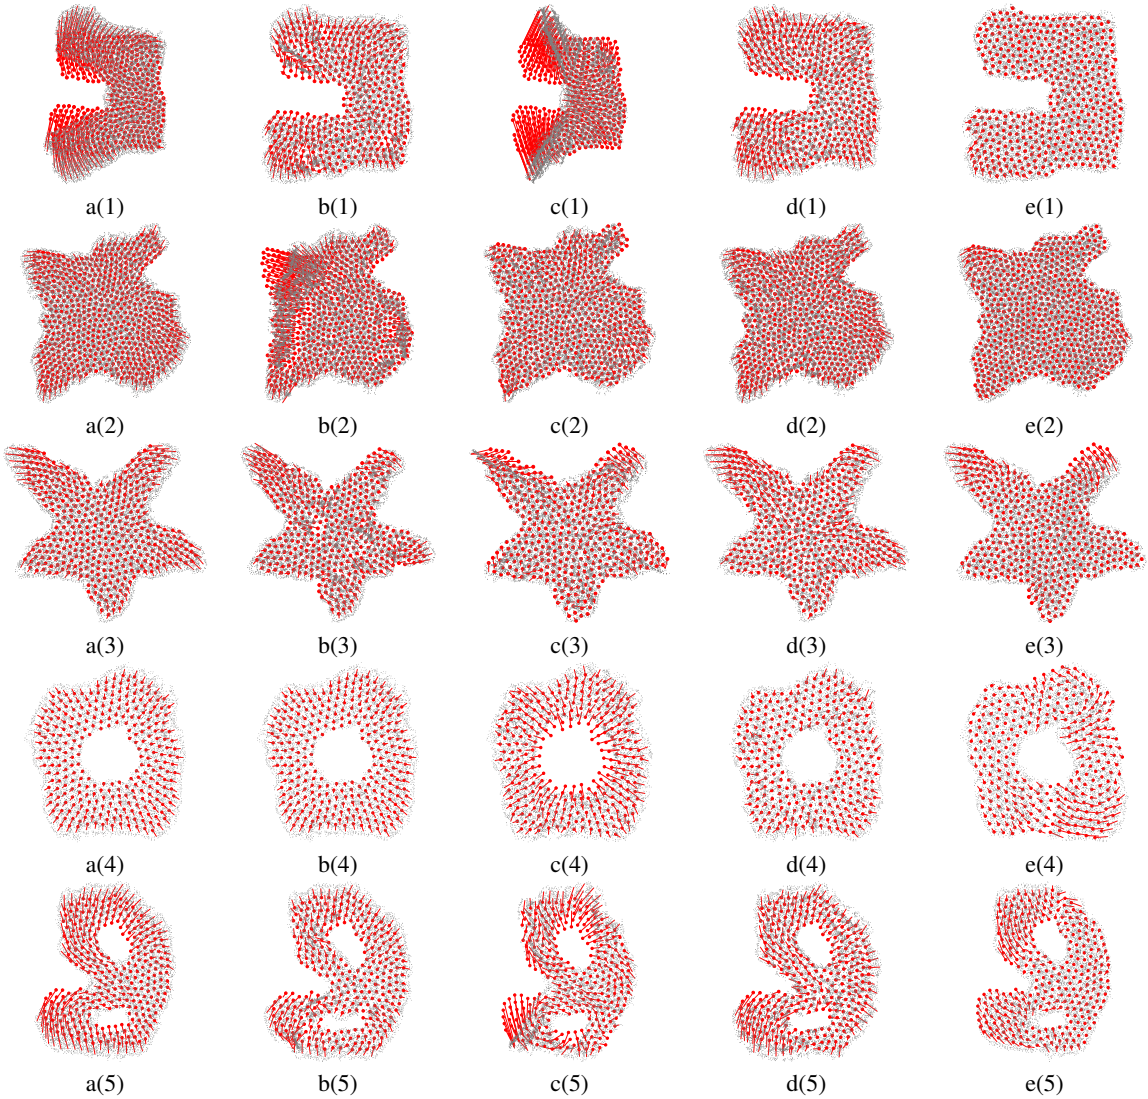 a(1) b(1) c(1) d(1) e(1)
a(2) b(2) c(2) d(2) e(2)
a(3) b(3) c(3) d(3) e(3)
a(4) b(4) c(4) d(4) e(4)
a(5) b(5) c(5) d(5) e(5)